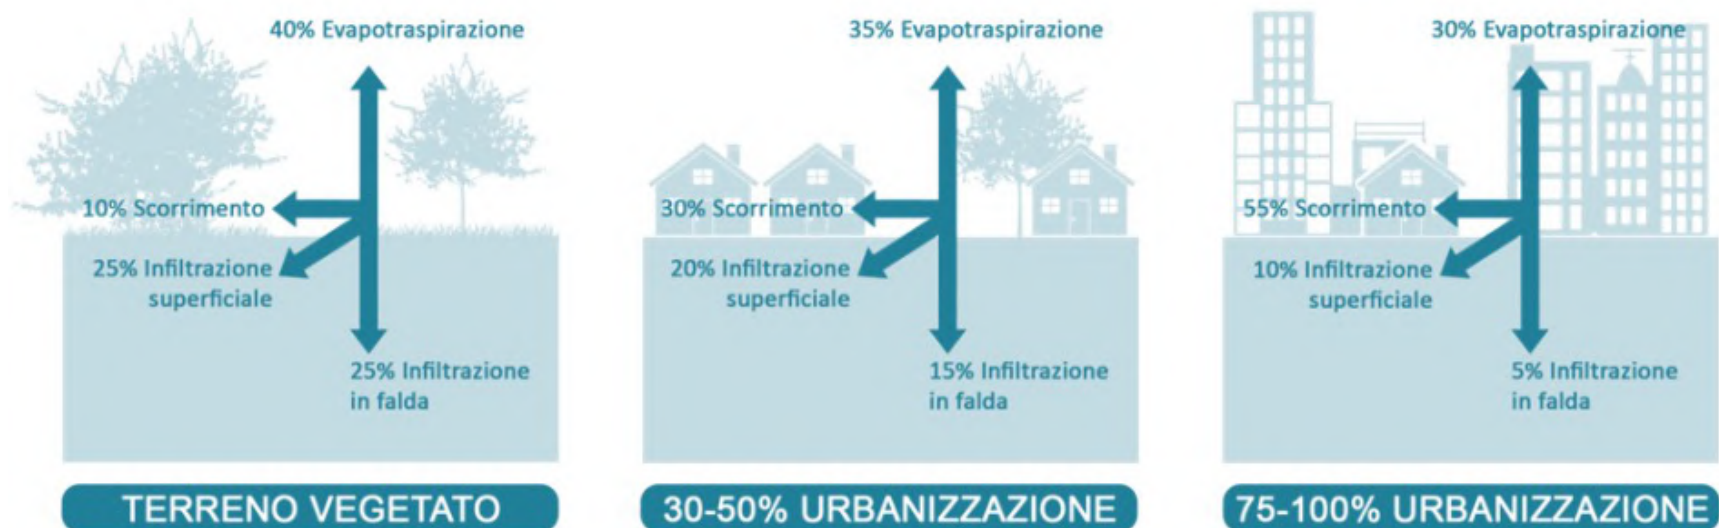 40% Evapotraspirazione
10% Scorrimento
25% Infiltrazione
superficiale
25% Infiltrazione
in falda
TERRENO VEGETATO
35% Evapotraspirazione
30% Scorrimento
20% Infiltrazione
superficiale
15% Infiltrazione
in falda
30-50% URBANIZZAZIONE
30% Evapotraspirazione
55% Scorrimento
10% Infiltrazione
superficiale
5% Infiltrazione
in falda
75-100% URBANIZZAZIONE